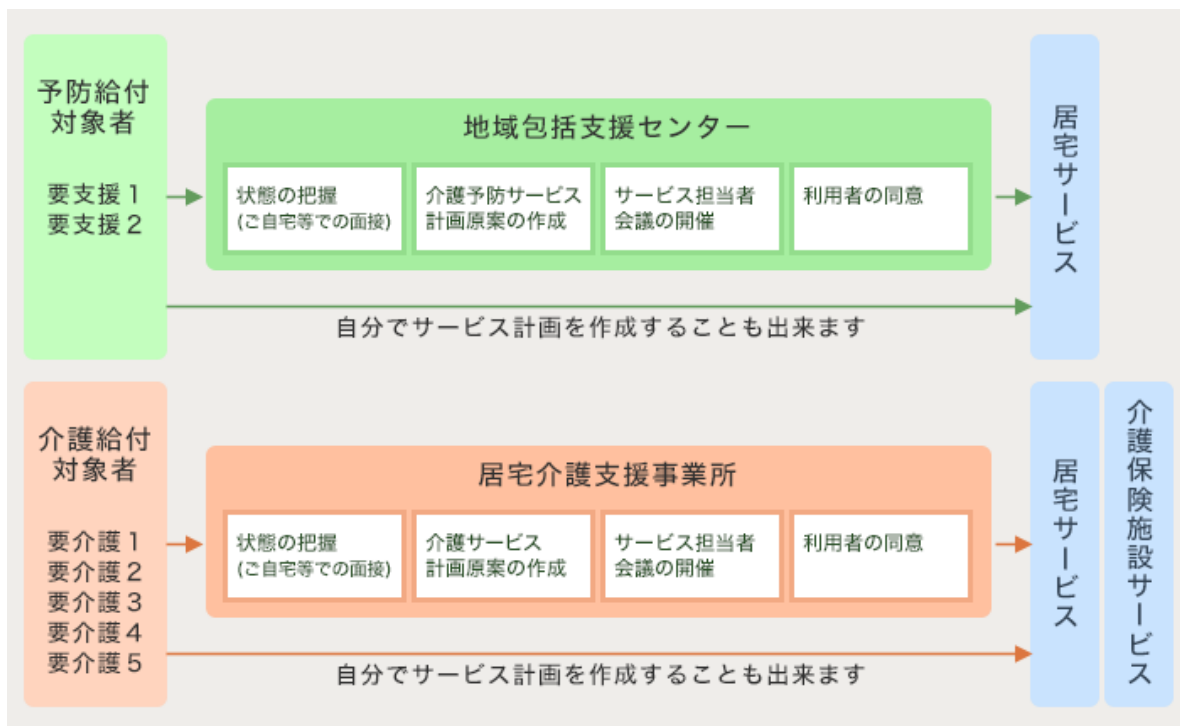 予防給付
対象者
要支援１
要支援２
地域包括支援センター
状態の把握
(ご自宅等での面接)
介護予防サービス
計画原案の作成
サービス担当者
会議の開催
利用者の同意
自分でサービス計画を作成することも出来ます
居宅サービス
介護給付
対象者
要介護１
要介護２
要介護３
要介護４
要介護５
居宅介護支援事業所
状態の把握
(ご自宅等での面接)
介護サービス
計画原案の作成
サービス担当者
会議の開催
利用者の同意
自分でサービス計画を作成することも出来ます
居宅サービス
介護保険施設サービス